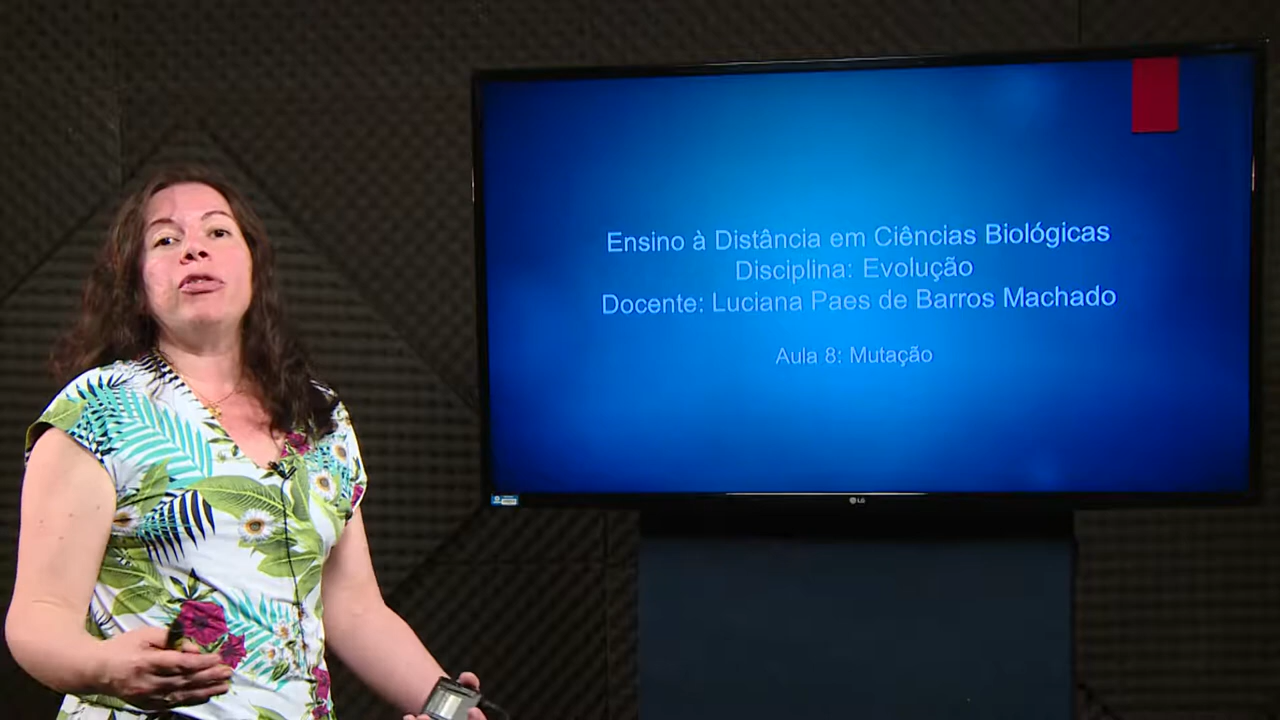 Ensino à Distância em Ciências Biológicas
Disciplina: Evolução
Docente: Luciana Paes de Barros Machado
Aula 8: Mutação
LG